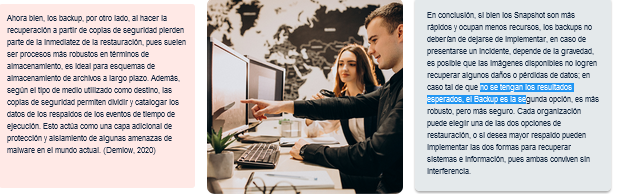 Ahora bien, los backup, por otro lado, al hacer la
recuperación a partir de copias de seguridad pierden
parte de la inmediatez de la restauración, pues suelen
ser procesos más robustos en términos de
almacenamiento, es ideal para esquemas de
almacenamiento de archivos a largo plazo. Además,
según el tipo de medio utilizado como destino, las
copias de seguridad permiten dividir y catalogar los
datos de los respaldos de los eventos de tiempo de
ejecución. Esto actúa como una capa adicional de
protección y aislamiento de algunas amenazas de
malware en el mundo actual. (Demlow, 2020)
En conclusión, si bien los Snapshot son más
rápidos y ocupan menos recursos, los backups no
deberían de dejarse de implementar, en caso de
presentarse un incidente, depende de la gravedad,
es posible que las imágenes disponibles no logren
recuperar algunos daños o pérdidas de datos; en
caso tal de que no se tengan los resultados
esperados, el Backup es la segunda opción, es más
robusto, pero más seguro. Cada organización
puede elegir una de las dos opciones de
restauración, o si desea mayor respaldo pueden
implementar las dos formas para recuperar
sistemas e información, pues ambas conviven sin
interferencia.